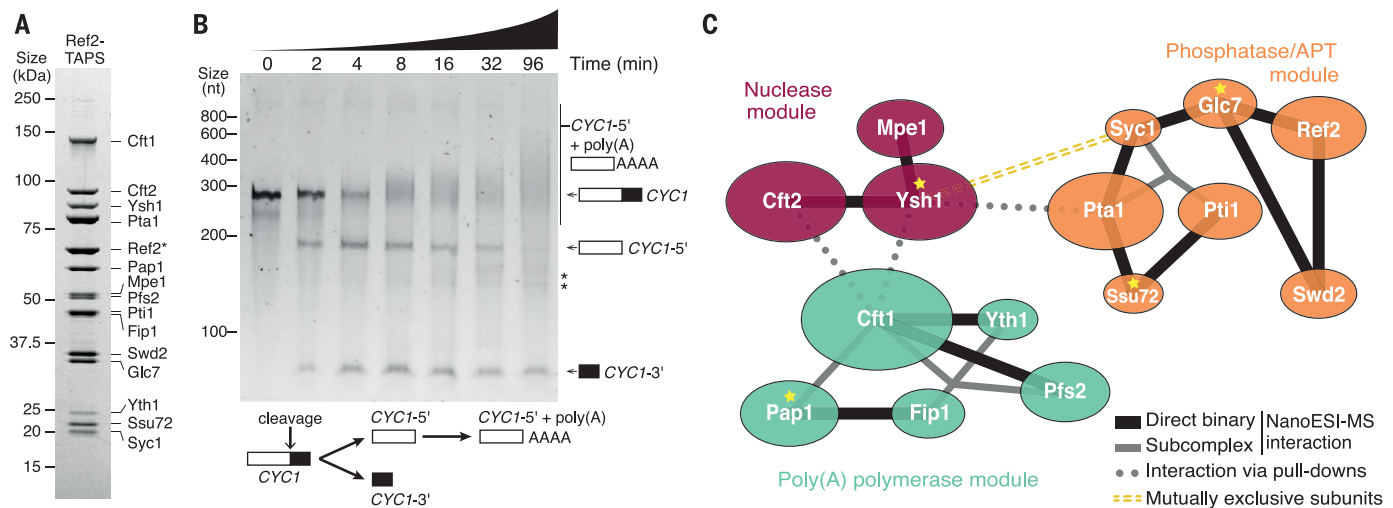 A
Ref2-
TAPS
Size
(kDa)
250
150
100
75
50
37.5
25
20
15
Cft1
Cft2
Ysh1
Pta1
Ref2*
Pap1
Mpe1
Pfs2
Pti1
Fip1
Swd2
Glc7
Yth1
Ssu72
Syc1
B
0 2 4 8 16 32 96 Time (min)
Size
(nt)
800
600
400
300
200
100
CYC1-5'
+ poly(A)
AAAA
CYC1
CYC1-5'
*
*
CYC1-3'
cleavage
CYC1
CYC1-5'
CYC1-5' + poly(A)
AAAA
CYC1-3'
C
Nuclease
module
Mpe1
Cft2
Ysh1
Phosphatase/APT
module
Glc7
Syc1
Ref2
Pta1
Pti1
Ssu72
Swd2
Cft1
Yth1
Pfs2
Pap1
Fip1
Poly(A) polymerase module
Direct binary
Subcomplex
NanoESI-MS
interaction
Interaction via pull-downs
Mutually exclusive subunits